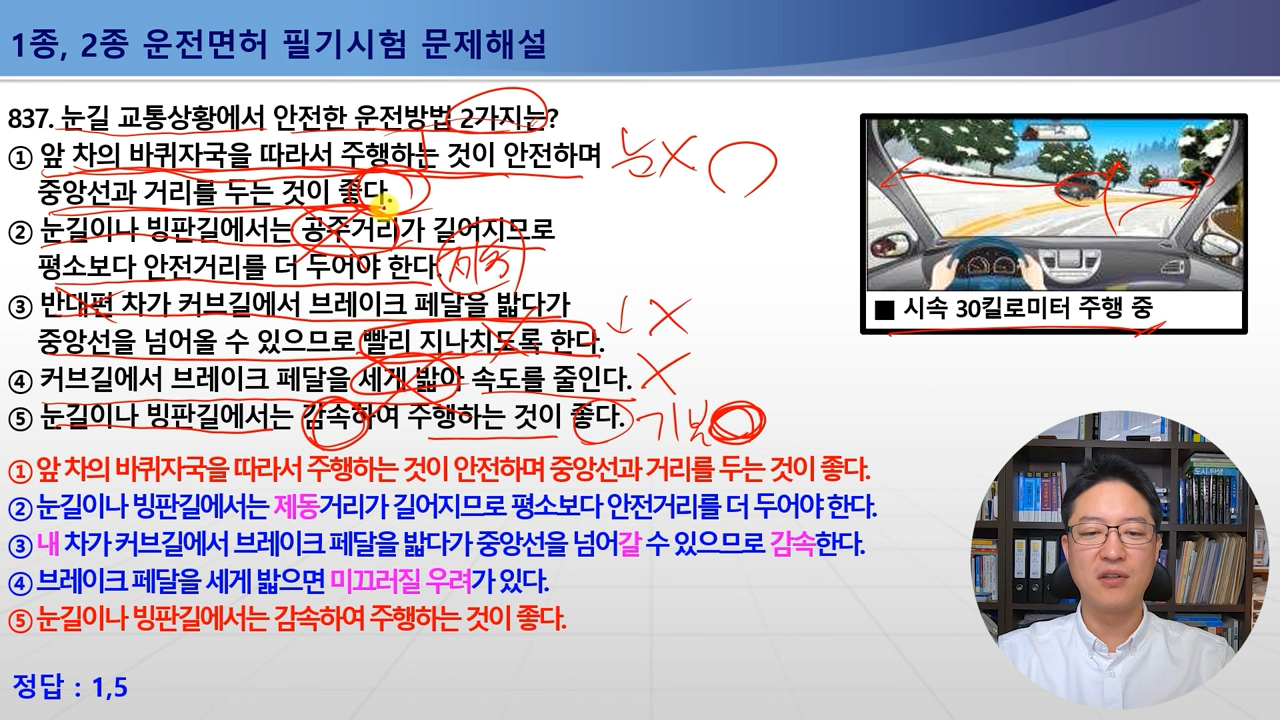 1종, 2종 운전면허 필기시험 문제해설
837. 눈길 교통상황에서 안전한 운전방법 2가지는?
① 앞 차의 바퀴자국을 따라서 주행하는 것이 안전하며
중앙선과 거리를 두는 것이 좋다.
눈X
② 눈길이나 빙판길에서는 공주거리가 길어지므로
평소보다 안전거리를 더 두어야 한다.
제동
③ 반대편 차가 커브길에서 브레이크 페달을 밟다가
중앙선을 넘어올 수 있으므로 빨리 지나치도록 한다.
↓ X
④ 커브길에서 브레이크 페달을 세게 밟아 속도를 줄인다.
X
⑤ 눈길이나 빙판길에서는 감속하여 주행하는 것이 좋다.
기본
■ 시속 30킬로미터 주행 중
① 앞 차의 바퀴자국을 따라서 주행하는 것이 안전하며 중앙선과 거리를 두는 것이 좋다.
② 눈길이나 빙판길에서는 제동거리가 길어지므로 평소보다 안전거리를 더 두어야 한다.
③ 내 차가 커브길에서 브레이크 페달을 밟다가 중앙선을 넘어갈 수 있으므로 감속한다.
④ 브레이크 페달을 세게 밟으면 미끄러질 우려가 있다.
⑤ 눈길이나 빙판길에서는 감속하여 주행하는 것이 좋다.
정답 : 1,5